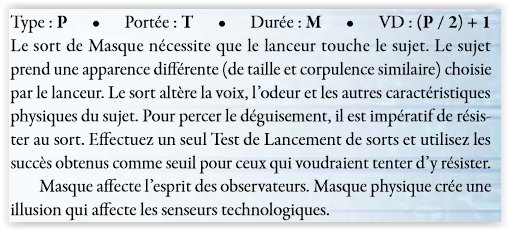 Type : P • Portée : T • Durée : M • VD : (P / 2) + 1
Le sort de Masque nécessite que le lanceur touche le sujet. Le sujet
prend une apparence différente (de taille et corpulence similaire) choisie
par le lanceur. Le sort altère la voix, l'odeur et les autres caractéristiques
physiques du sujet. Pour percer le déguisement, il est impératif de résis-
ter au sort. Effectuez un seul Test de Lancement de sorts et utilisez les
succès obtenus comme seuil pour ceux qui voudraient tenter d'y résister.
Masque affecte l'esprit des observateurs. Masque physique crée une
illusion qui affecte les senseurs technologiques.